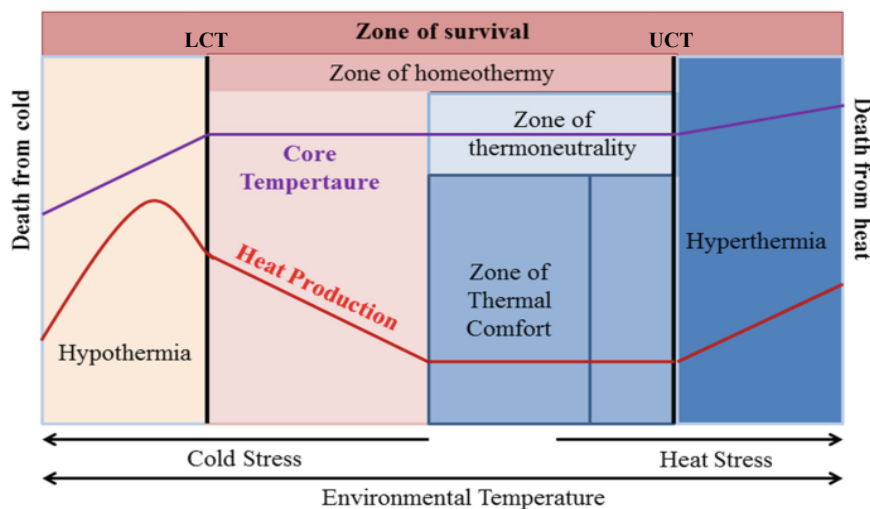 Zone of survival
LCT
UCT
Zone of homeothermy
Death from cold
Death from heat
Zone of
thermoneutrality
Core
Tempertaure
Heat Production
Hyperthermia
Zone of
Thermal
Comfort
Hypothermia
Cold Stress
Heat Stress
Environmental Temperature